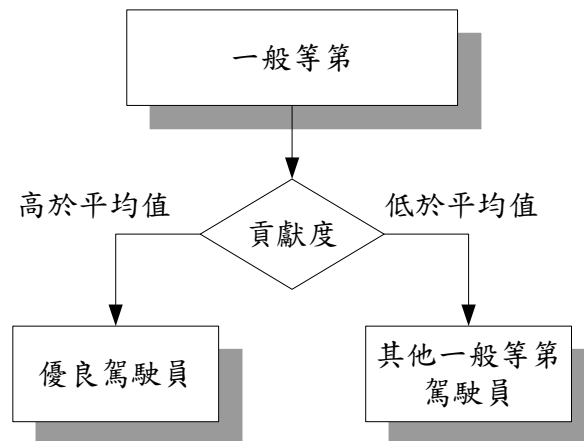 一般等第
高於平均值
低於平均值
貢獻度
優良駕駛員
其他一般等第
駕駛員